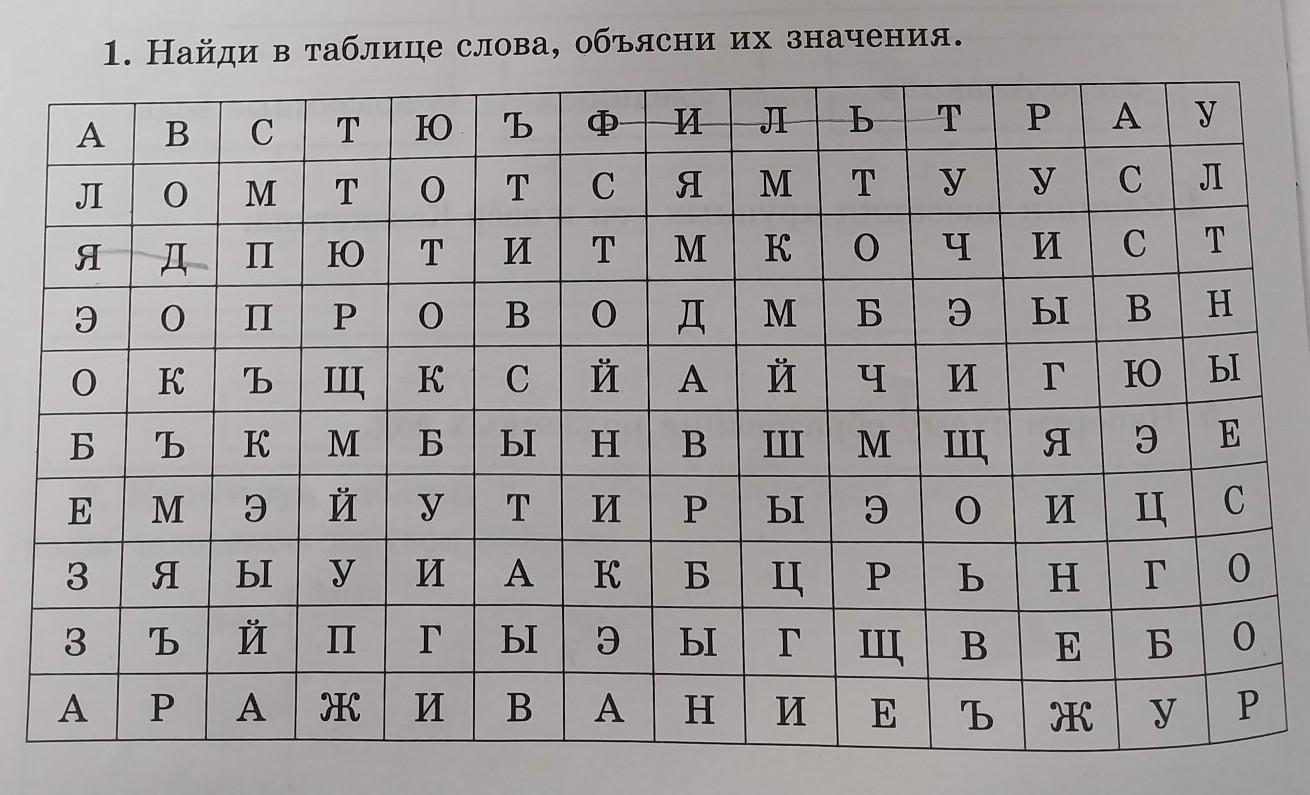 1. Найди в таблице слова, объясни их значения.
А В С Т Ю Ъ Ф И Л Ь Т Р А У
Л О М Т О Т С Я М Т У У С Л
Я Д П Ю Т И Т М К О Ч И С Т
Э О П Р О В О Д М Б Э Ы В Н
О К Ъ Щ К С Й А Й Ч И Г Ю Ы
Б Ъ К М Б Ы Н В Ш М Щ Я Э Е
Е М Э Й У Т И Р Ы Э О И Ц С
З Я Ы У И А К Б Ц Р Ь Н Г О
З Ъ Й П Г Ы Э Ы Г Щ В Е Б О
А Р А Ж И В А Н И Е Ъ Ж У Р